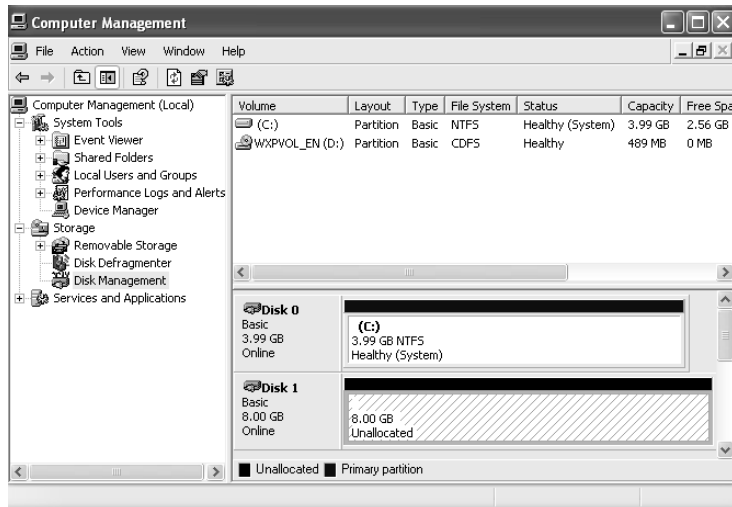 Computer Management
File Action View Window Help
Computer Management (Local)
System Tools
Event Viewer
Shared Folders
Local Users and Groups
Performance Logs and Alerts
Device Manager
Storage
Removable Storage
Disk Defragmenter
Disk Management
Services and Applications
Volume Layout Type File System Status Capacity Free Spa
(C:) Partition Basic NTFS Healthy (System) 3.99 GB 2.56 GB
WXPVOL_EN (D:) Partition Basic CDFS Healthy 489 MB 0 MB
Disk 0
Basic
3.99 GB
Online
(C:)
3.99 GB NTFS
Healthy (System)
Disk 1
Basic
8.00 GB
Online
8.00 GB
Unallocated
Unallocated Primary partition